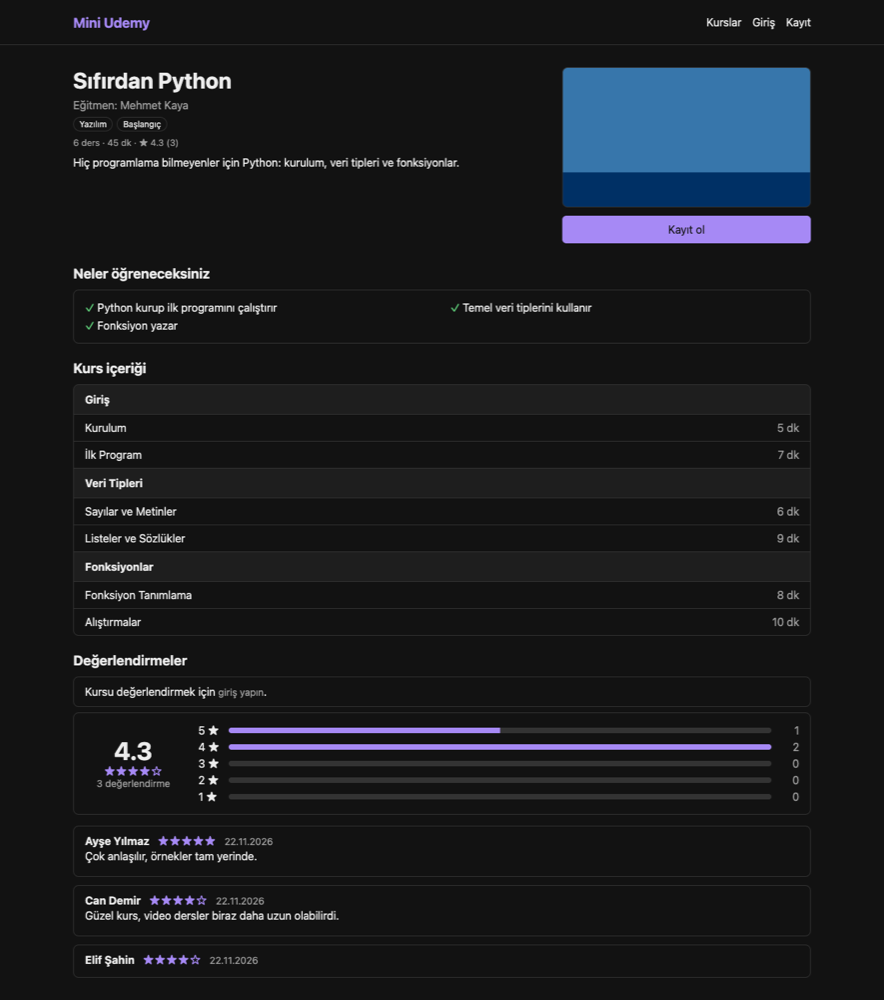 Mini Udemy
Kurslar Giriş Kayıt
Sıfırdan Python
Eğitmen: Mehmet Kaya
Yazılım Başlangıç
6 ders · 45 dk · ★ 4.3 (3)
Hiç programlama bilmeyenler için Python: kurulum, veri tipleri ve fonksiyonlar.
Kayıt ol
Neler öğreneceksiniz
✓ Python kurup ilk programını çalıştırır
✓ Temel veri tiplerini kullanır
✓ Fonksiyon yazar
Kurs içeriği
Giriş
Kurulum 5 dk
İlk Program 7 dk
Veri Tipleri
Sayılar ve Metinler 6 dk
Listeler ve Sözlükler 9 dk
Fonksiyonlar
Fonksiyon Tanımlama 8 dk
Alıştırmalar 10 dk
Değerlendirmeler
Kursu değerlendirmek için giriş yapın.
4.3
★★★★☆
3 değerlendirme
5 ★ 1
4 ★ 2
3 ★ 0
2 ★ 0
1 ★ 0
Ayşe Yılmaz ★★★★★ 22.11.2026
Çok anlaşılır, örnekler tam yerinde.
Can Demir ★★★★☆ 22.11.2026
Güzel kurs, video dersler biraz daha uzun olabilirdi.
Elif Şahin ★★★★☆ 22.11.2026